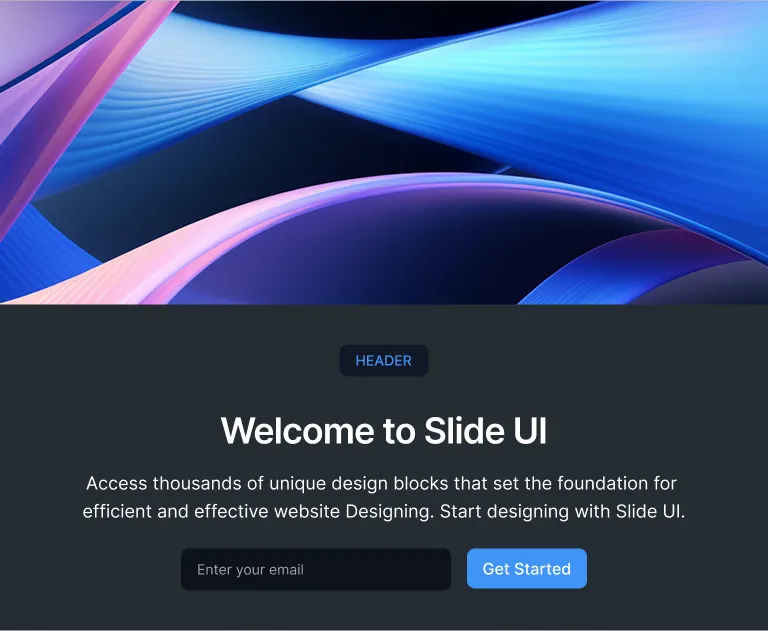 HEADER
Welcome to Slide UI
Access thousands of unique design blocks that set the foundation for
efficient and effective website Designing. Start designing with Slide UI.
Enter your email
Get Started